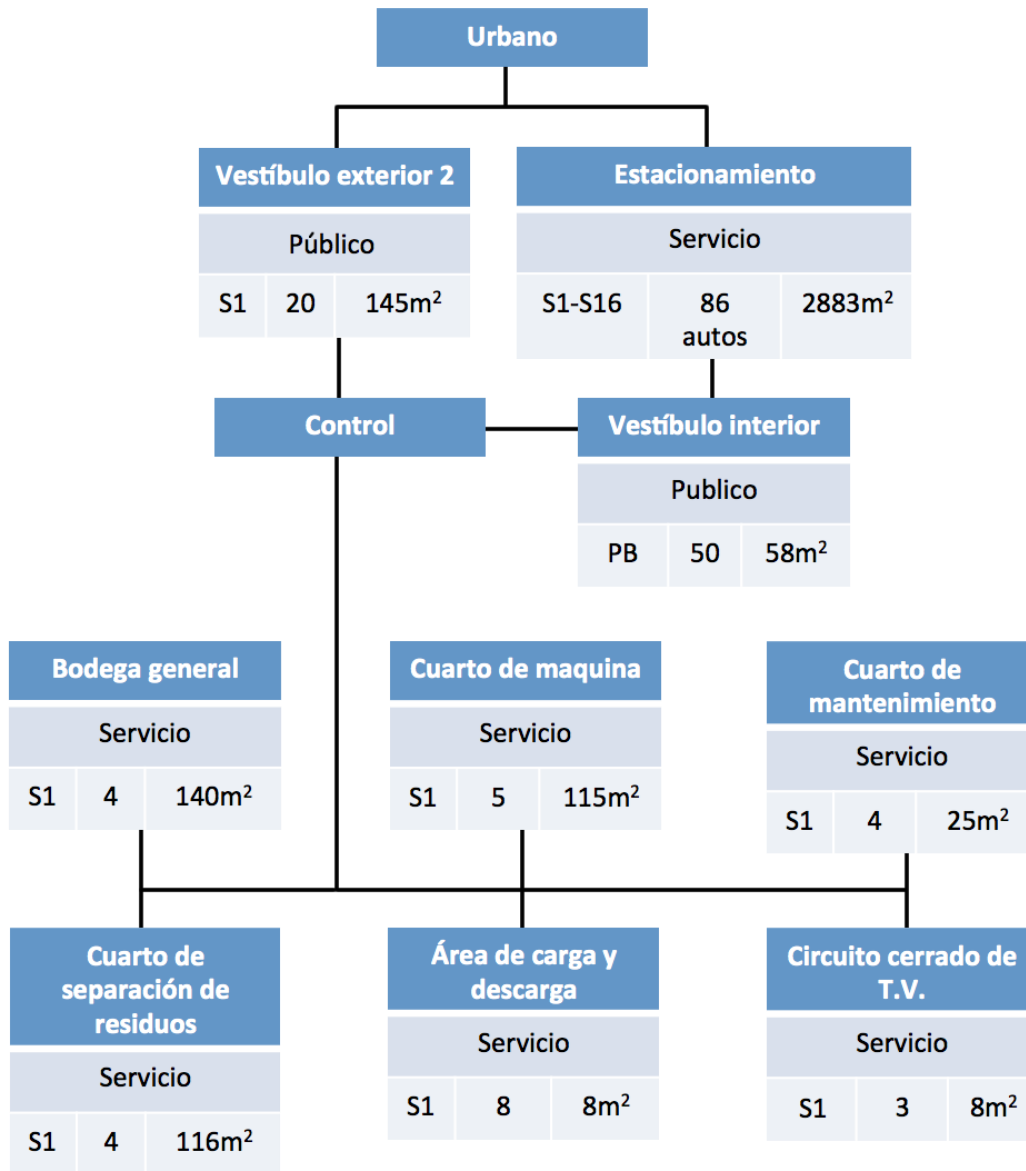 Urbano
Vestíbulo exterior 2
Público
S1 20 145m²
Estacionamiento
Servicio
S1-S16 86 2883m²
autos
Control
Vestíbulo interior
Publico
PB 50 58m²
Bodega general
Servicio
S1 4 140m²
Cuarto de maquina
Servicio
S1 5 115m²
Cuarto de
mantenimiento
Servicio
S1 4 25m²
Cuarto de
separación de
residuos
Servicio
S1 4 116m²
Área de carga y
descarga
Servicio
S1 8 8m²
Circuito cerrado de
T.V.
Servicio
S1 3 8m²